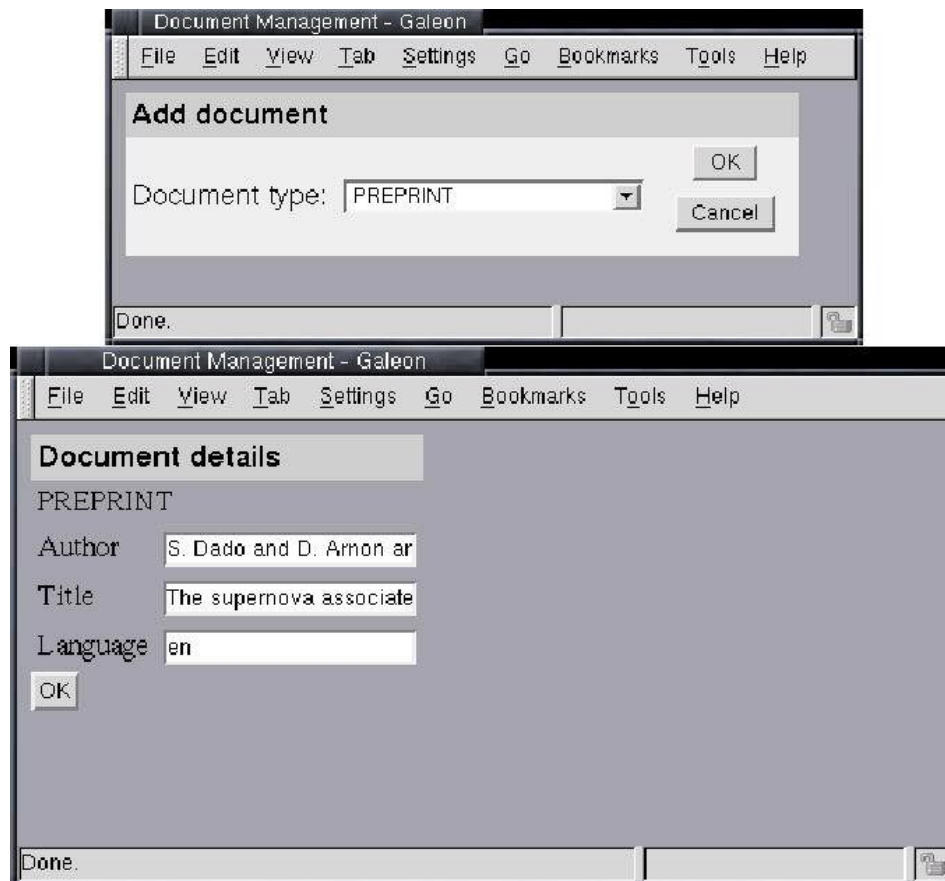 Document Management - Galeon
File Edit View Tab Settings Go Bookmarks Tools Help
Add document
OK
Document type: PREPRINT
Cancel
Done.
Document Management - Galeon
File Edit View Tab Settings Go Bookmarks Tools Help
Document details
PREPRINT
Author S. Dado and D. Arnon ar
Title The supernova associate
Language en
OK
Done.